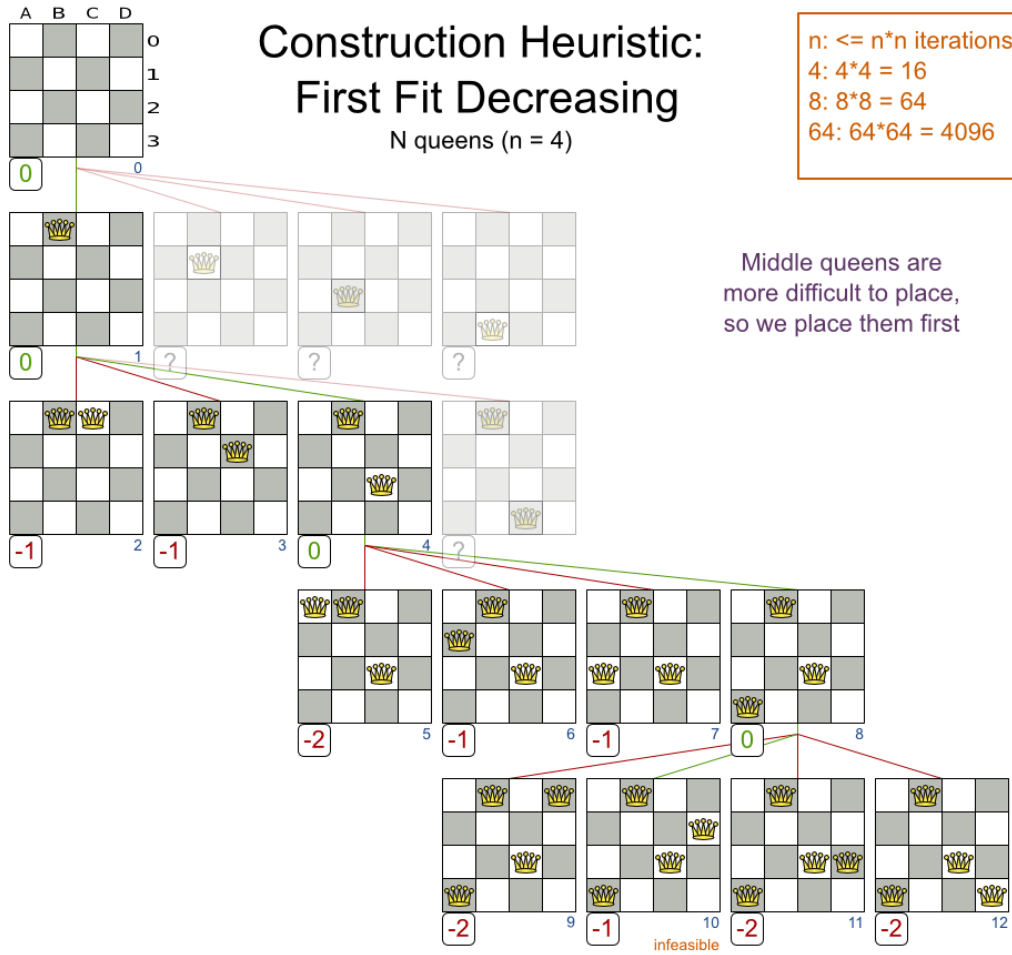 A B C D
0
1
2
3
Construction Heuristic:
First Fit Decreasing
N queens (n = 4)
n: <= n*n iterations
4: 4*4 = 16
8: 8*8 = 64
64: 64*64 = 4096
0 0
Middle queens are
more difficult to place,
so we place them first
0 1 ? ? ?
-1 2 -1 3 0 4 ?
-2 5 -1 6 -1 7 0 8
-2 9 -1 10 -2 11 -2 12
infeasible